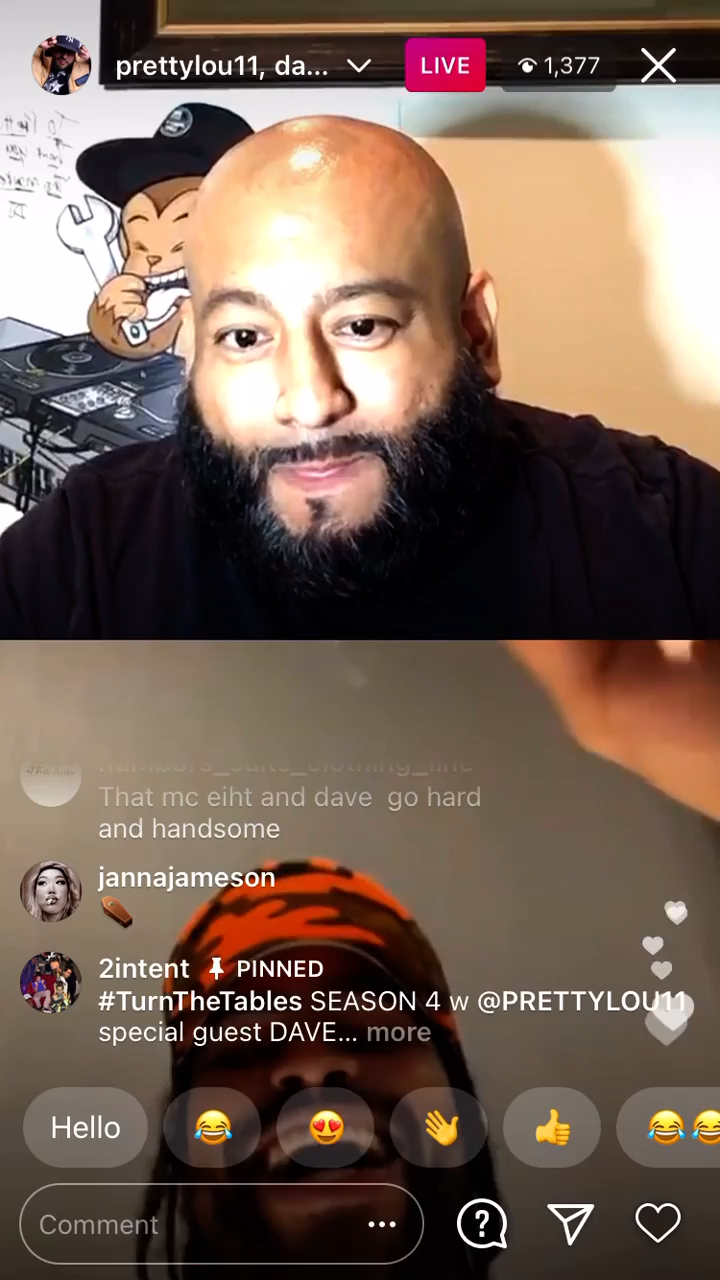 prettylou11, da...
LIVE
1,377
That mc eiht and dave go hard
and handsome
jannajameson
⚰️
2intent 📌 PINNED
#TurnTheTables SEASON 4 w @PRETTYLOU11
special guest DAVE... more
Hello 😂 😍 👋 👍 😂😂
Comment